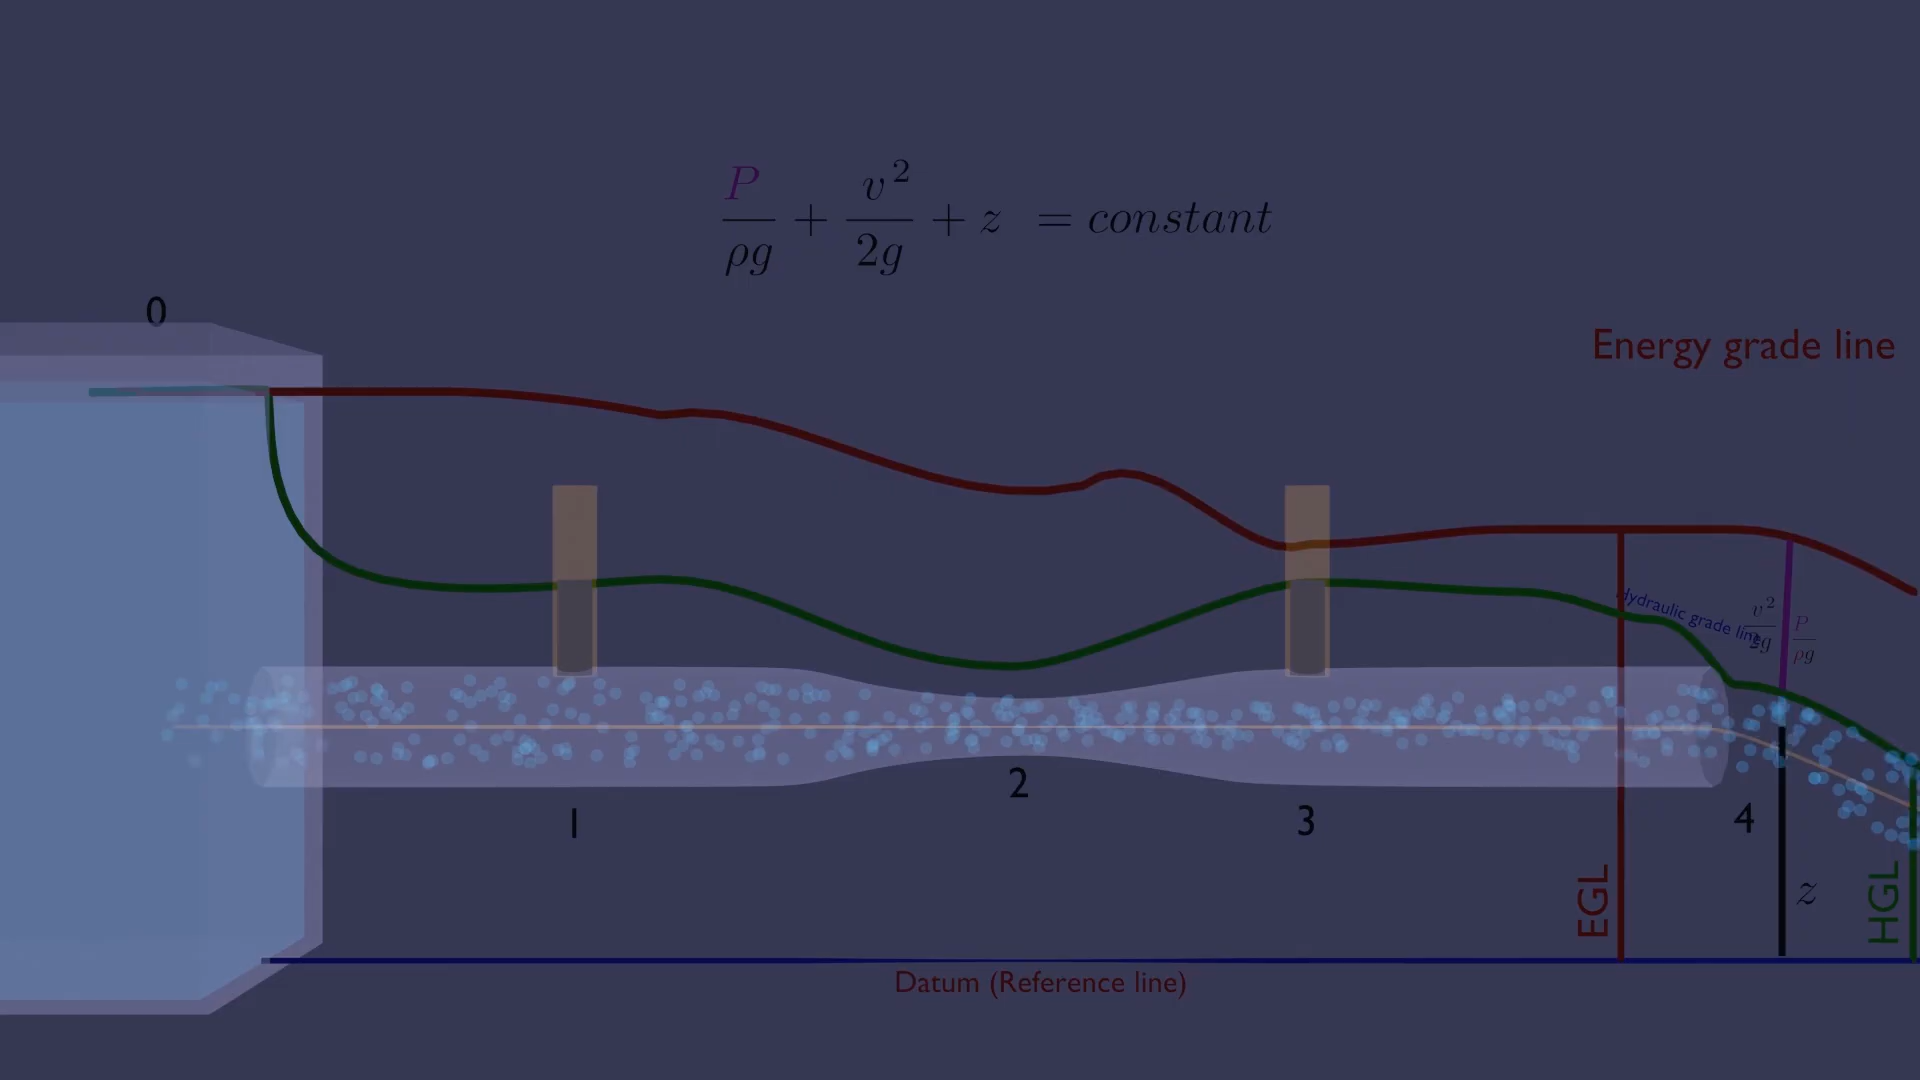 P/ρg + v²/2g + z = constant
0
Energy grade line
Hydraulic grade line
v²/2g
P/ρg
2
1
3
4
EGL
z
HGL
Datum (Reference line)